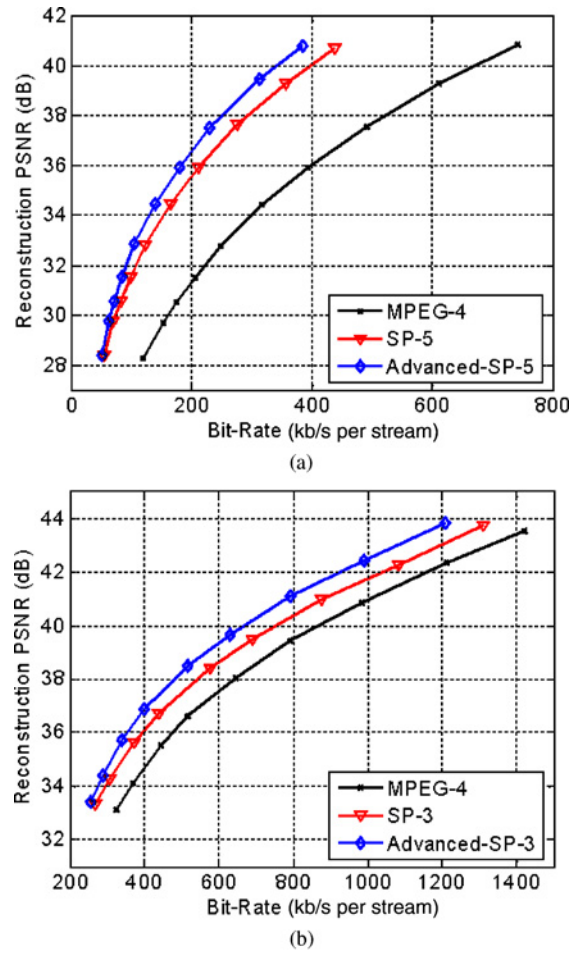 42
40
38
36
34
32
30
28
Reconstruction PSNR (dB)
MPEG-4
SP-5
Advanced-SP-5
0 200 400 600 800
Bit-Rate (kb/s per stream)
(a)
44
42
40
38
36
34
32
Reconstruction PSNR (dB)
MPEG-4
SP-3
Advanced-SP-3
200 400 600 800 1000 1200 1400
Bit-Rate (kb/s per stream)
(b)